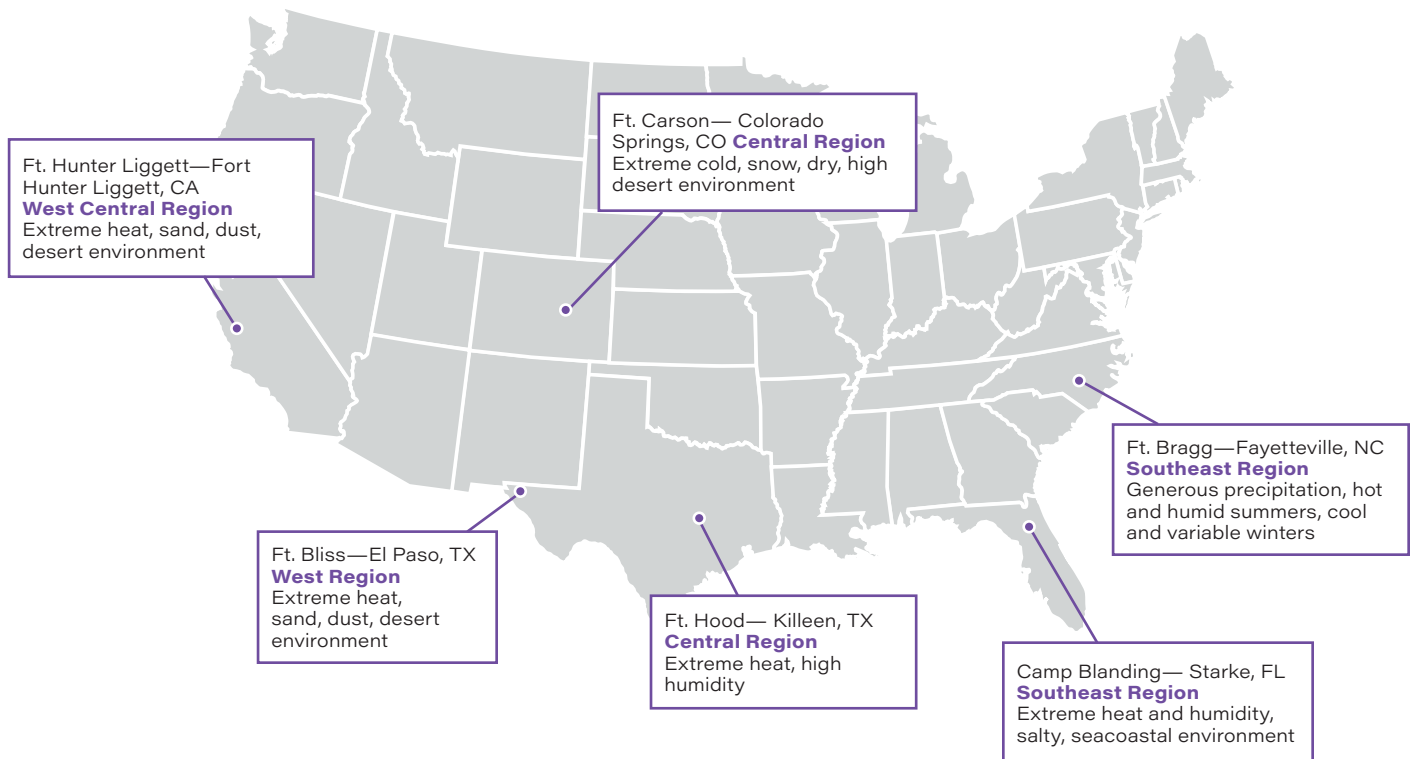 Ft. Carson— Colorado
Springs, CO Central Region
Extreme cold, snow, dry, high
desert environment
Ft. Hunter Liggett—Fort
Hunter Liggett, CA
West Central Region
Extreme heat, sand, dust,
desert environment
Ft. Bragg—Fayetteville, NC
Southeast Region
Generous precipitation, hot
and humid summers, cool
and variable winters
Ft. Bliss—El Paso, TX
West Region
Extreme heat,
sand, dust, desert
environment
Ft. Hood— Killeen, TX
Central Region
Extreme heat, high
humidity
Camp Blanding— Starke, FL
Southeast Region
Extreme heat and humidity,
salty, seacoastal environment